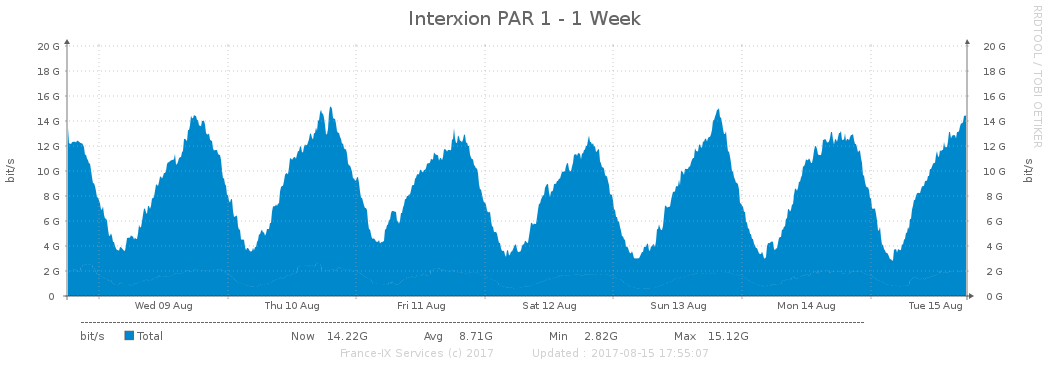 Interxion PAR 1 - 1 Week
RRDTOOL / TOBI OETIKER
20 G 20 G
18 G 18 G
16 G 16 G
14 G 14 G
12 G 12 G
10 G 10 G
8 G 8 G
6 G 6 G
4 G 4 G
2 G 2 G
0 0 G
bit/s bit/s
Wed 09 Aug Thu 10 Aug Fri 11 Aug Sat 12 Aug Sun 13 Aug Mon 14 Aug Tue 15 Aug
bit/s Total Now 14.22G Avg 8.71G Min 2.82G Max 15.12G
France-IX Services (c) 2017 Updated : 2017-08-15 17:55:07